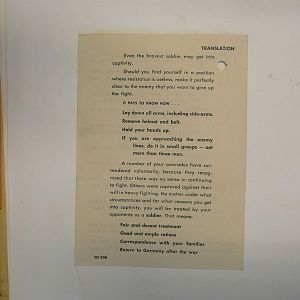 TRANSLATION
Even the bravest soldier may get into
captivity.
Should you find yourself in a position
where resistance is useless, make it perfectly
clear to the enemy that you want to give up
the fight.
IT PAYS TO KNOW HOW . . .
Lay down all arms, including side-arms.
Remove helmet and belt.
Hold your hands up.
If you are approaching the enemy
lines, do it in small groups — not
more than three men.
A number of your comrades have sur-
rendered voluntarily, because they recog-
nized that there was no sense in continuing
to fight. Others were captured against their
will in heavy fighting. No matter under what
circumstances and for what reasons you get
into captivity, you will be treated by your
opponents as a soldier. That means:
Fair and decent treatment
Good and ample rations
Correspondence with your families
Return to Germany after the war